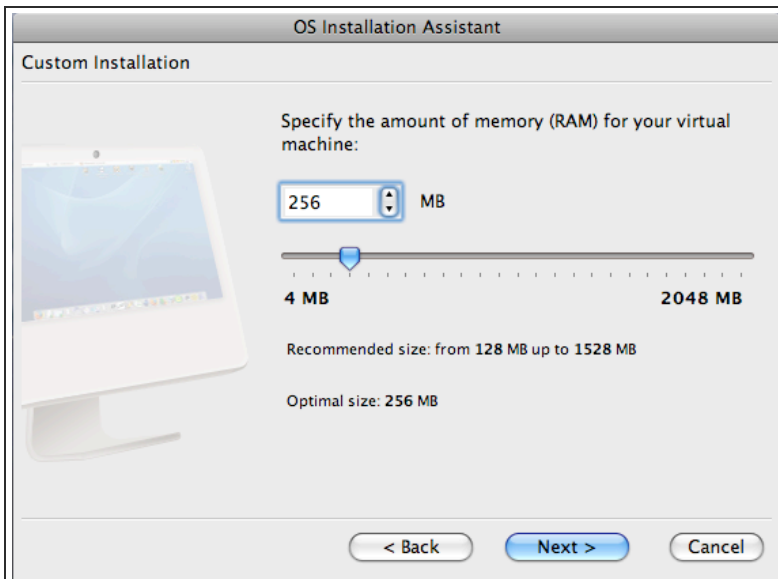 OS Installation Assistant
Custom Installation
Specify the amount of memory (RAM) for your virtual
machine:
256 MB
4 MB 2048 MB
Recommended size: from 128 MB up to 1528 MB
Optimal size: 256 MB
< Back Next > Cancel